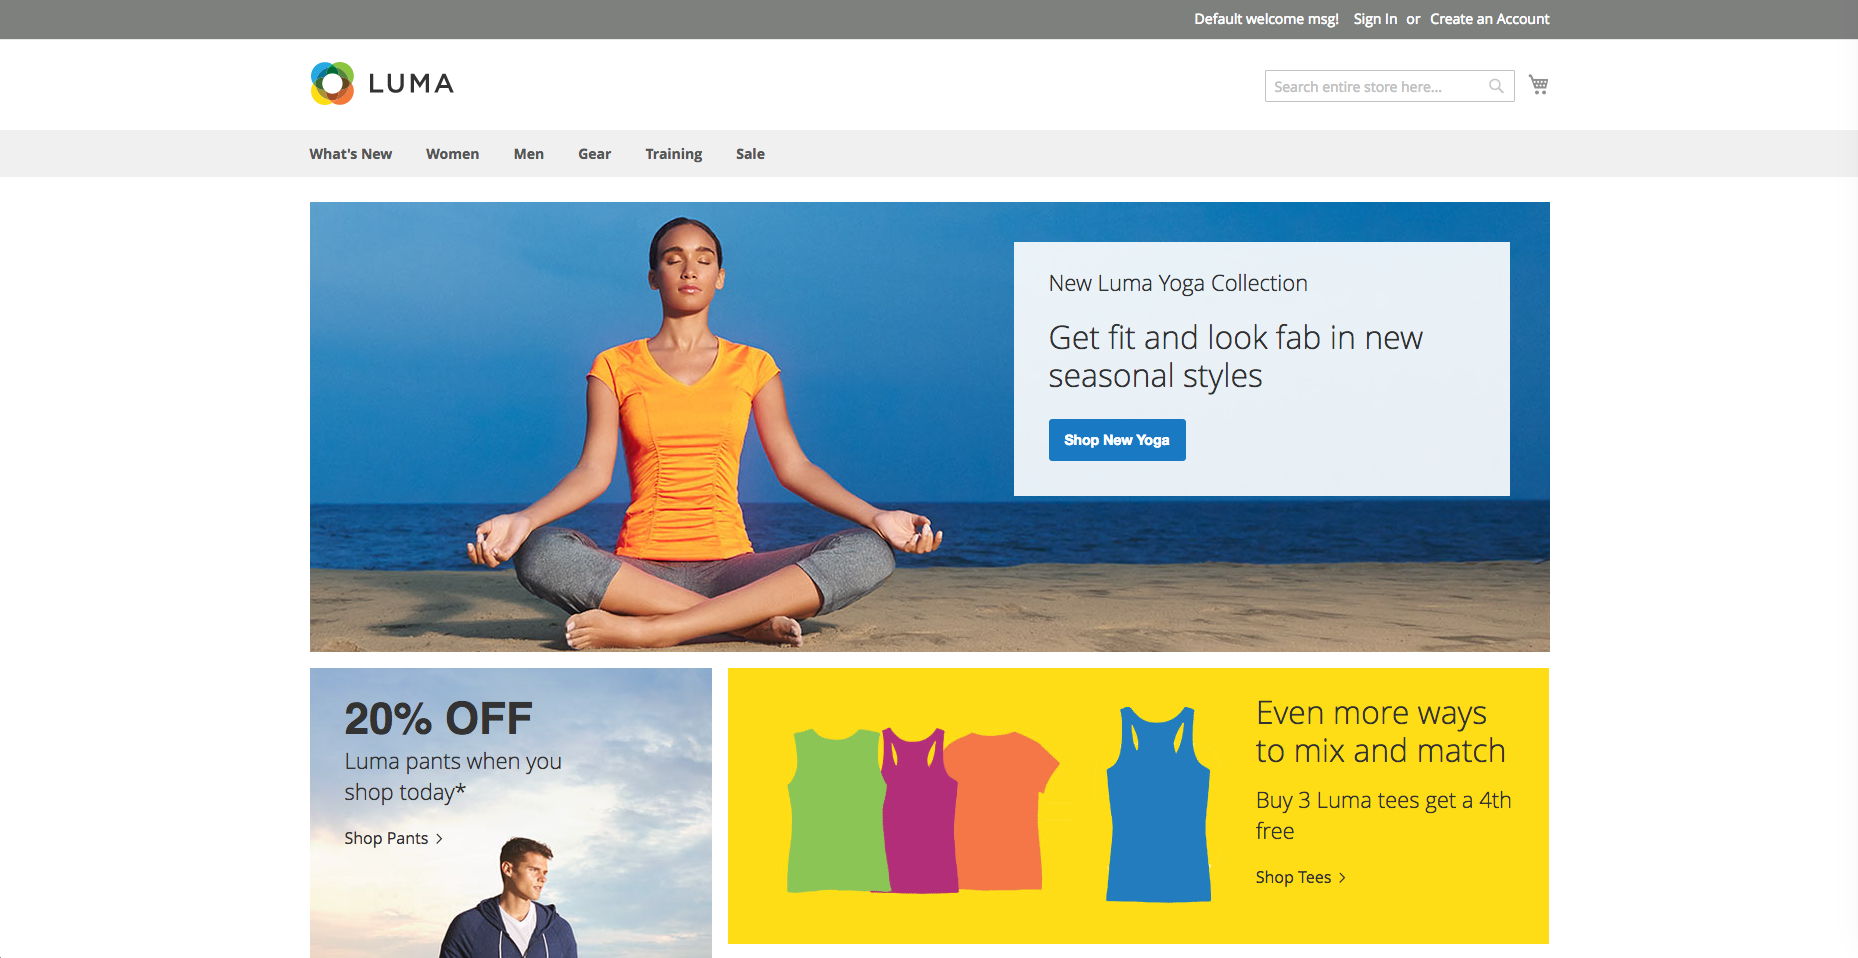 Default welcome msg! Sign In or Create an Account
LUMA
Search entire store here...
What's New Women Men Gear Training Sale
New Luma Yoga Collection
Get fit and look fab in new
seasonal styles
Shop New Yoga
20% OFF
Luma pants when you
shop today*
Shop Pants >
Even more ways
to mix and match
Buy 3 Luma tees get a 4th
free
Shop Tees >